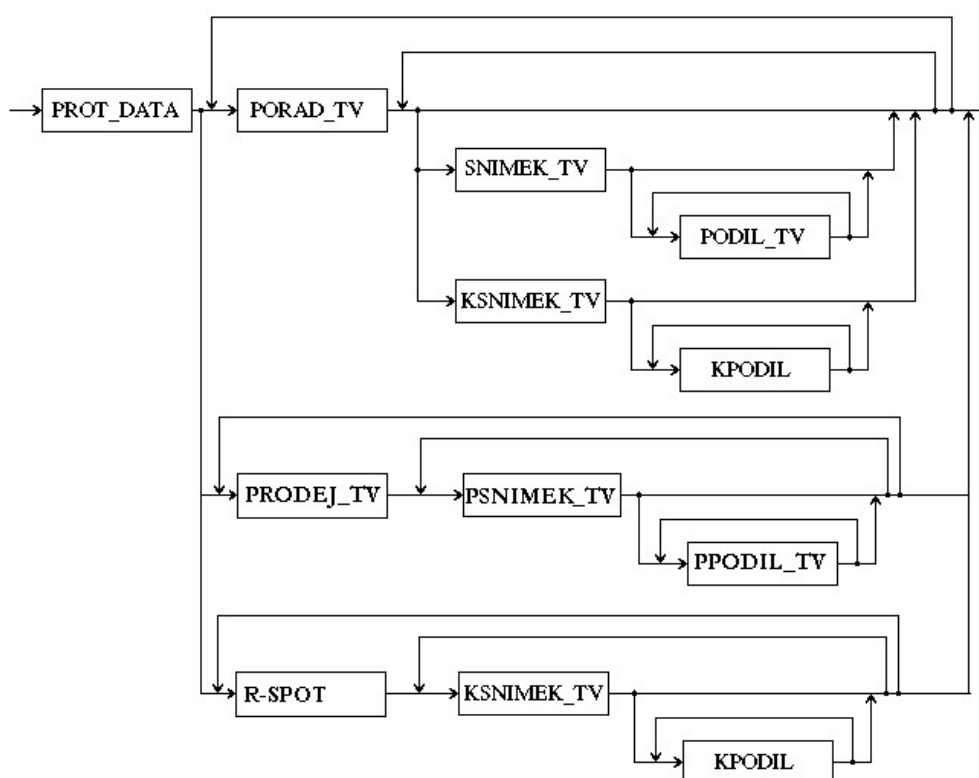 PROT_DATA
PORAD_TV
SNIMEK_TV
PODIL_TV
KSNIMEK_TV
KPODIL
PRODEJ_TV
PSNIMEK_TV
PPODIL_TV
R-SPOT
KSNIMEK_TV
KPODIL